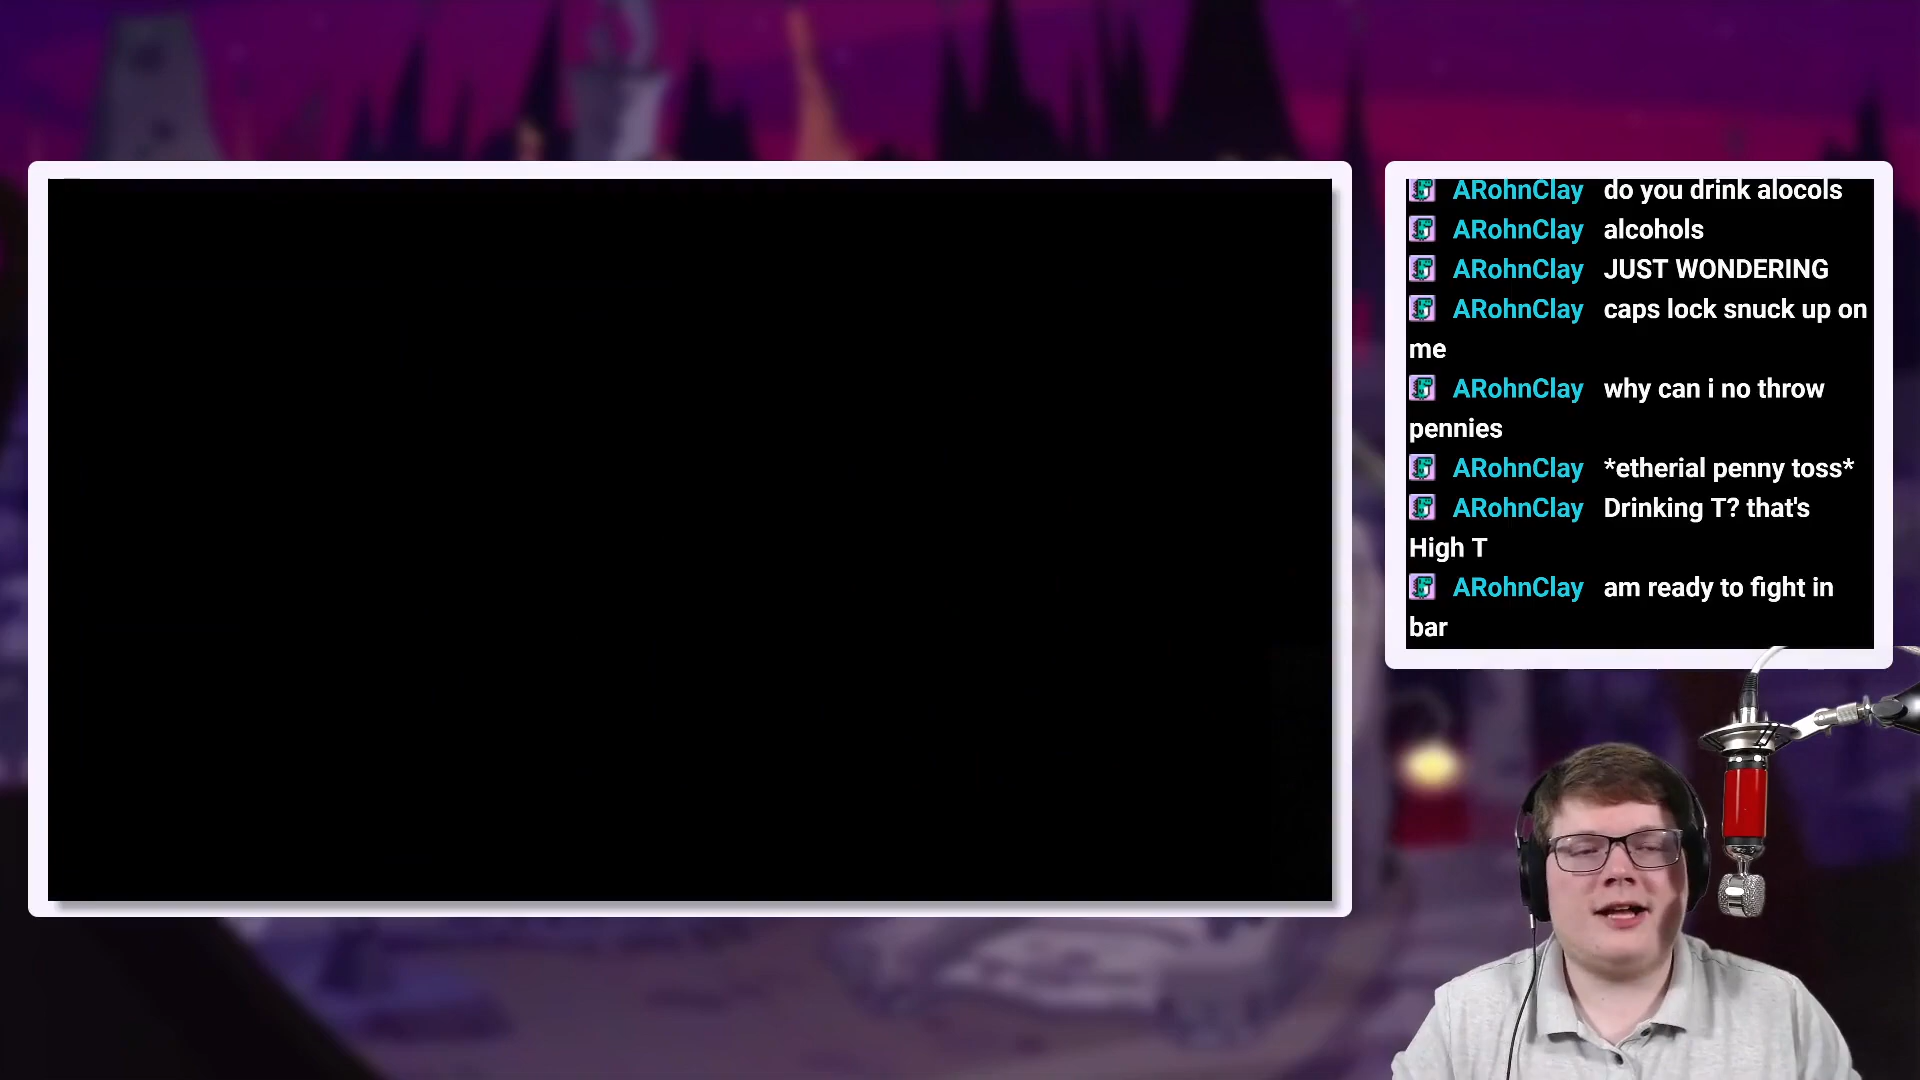 ARohnClay do you drink alocols
ARohnClay alcohols
ARohnClay JUST WONDERING
ARohnClay caps lock snuck up on
me
ARohnClay why can i no throw
pennies
ARohnClay *etherial penny toss*
ARohnClay Drinking T? that's
High T
ARohnClay am ready to fight in
bar